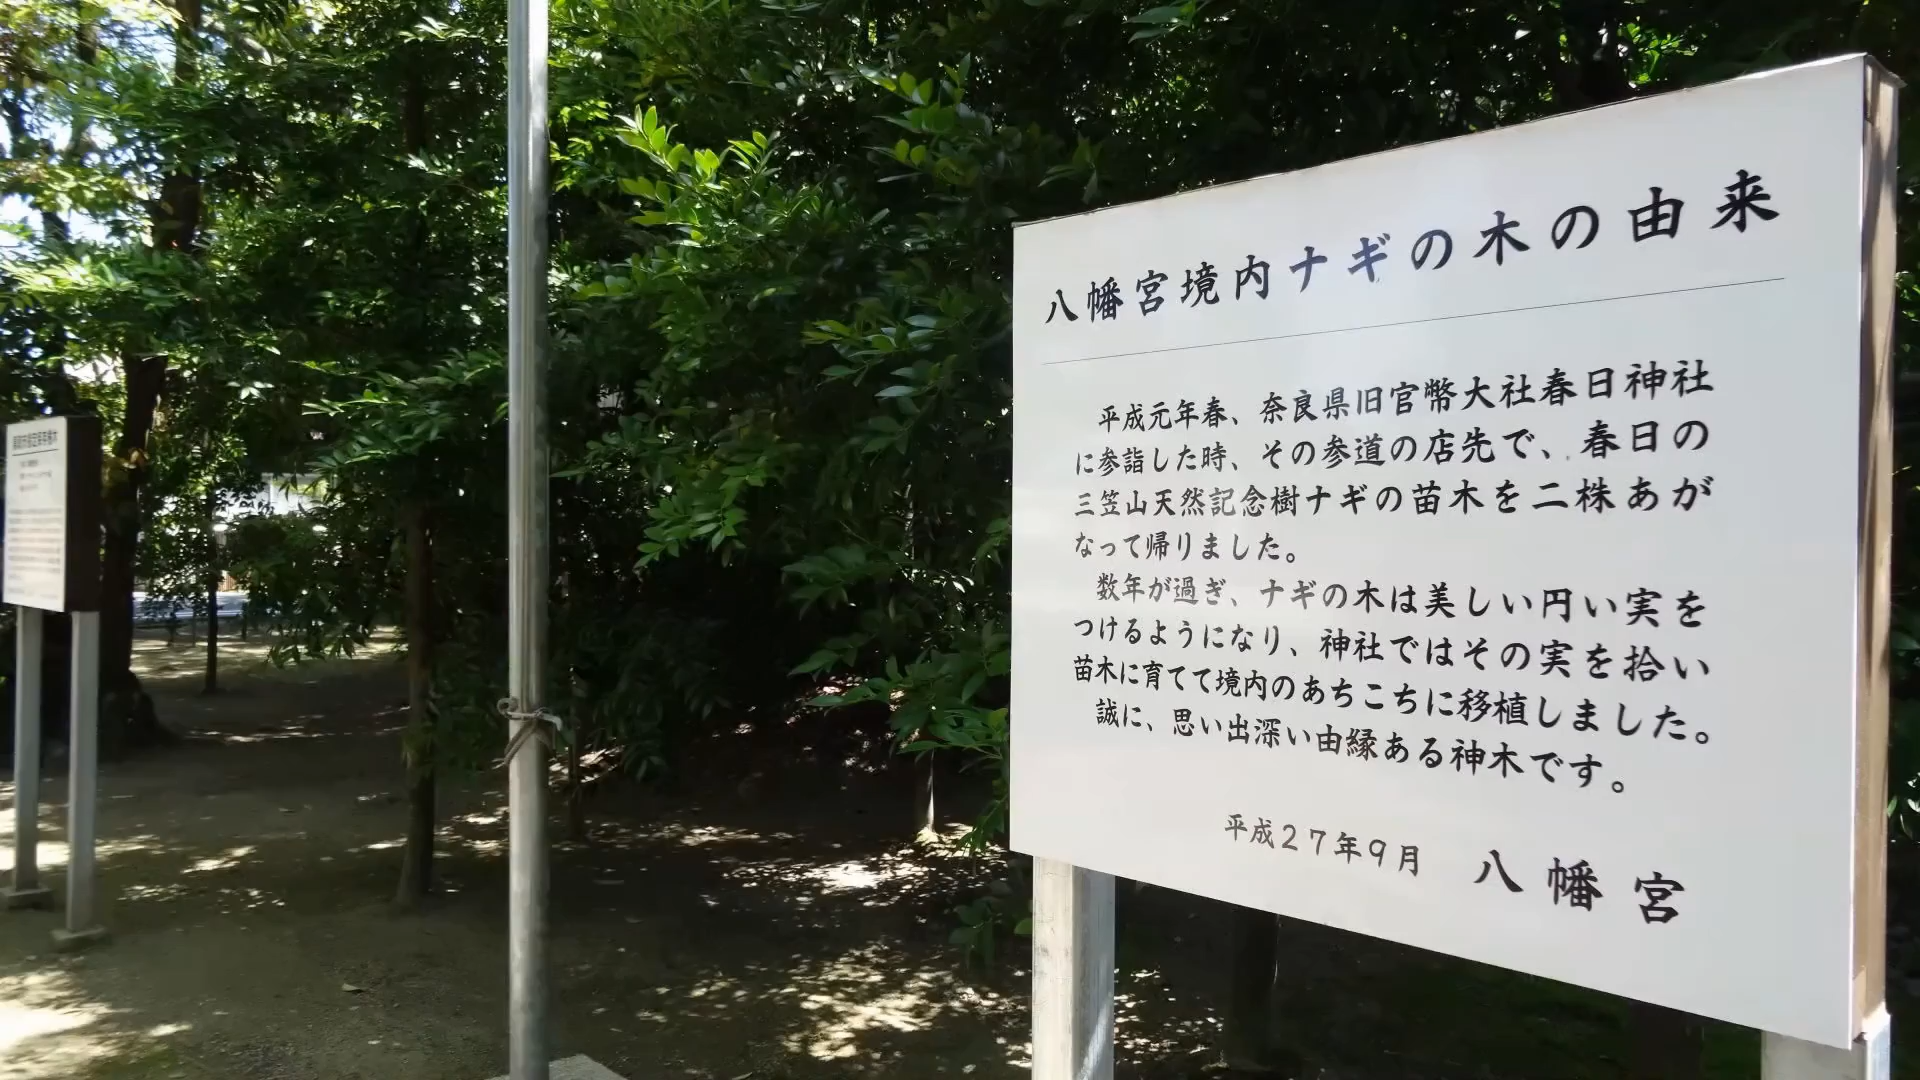 八幡宮境内ナギの木の由来
平成元年春、奈良県旧官幣大社春日神社
に参詣した時、その参道の店先で、春日の
三笠山天然記念樹ナギの苗木を二株あが
なって帰りました。
数年が過ぎ、ナギの木は美しい円い実を
つけるようになり、神社ではその実を拾い
苗木に育てて境内のあちこちに移植しました。
誠に、思い出深い由縁ある神木です。
平成27年9月 八幡宮